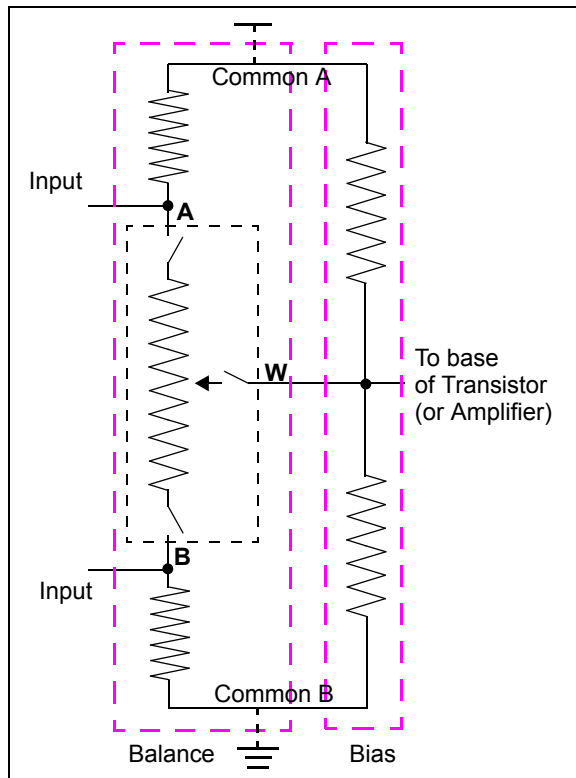 Common A
Input
A
W
To base
of Transistor
(or Amplifier)
B
Input
Common B
Balance
Bias